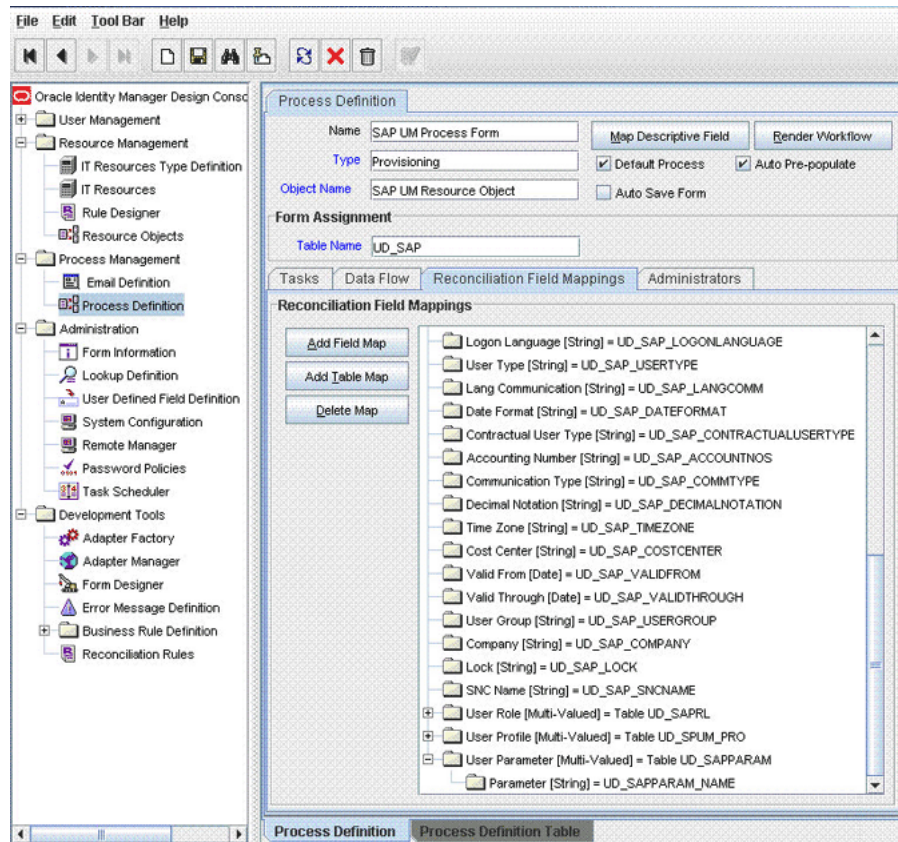 File Edit Tool Bar Help
Oracle Identity Manager Design Consc
User Management
Resource Management
IT Resources Type Definition
IT Resources
Rule Designer
Resource Objects
Process Management
Email Definition
Process Definition
Administration
Form Information
Lookup Definition
User Defined Field Definition
System Configuration
Remote Manager
Password Policies
Task Scheduler
Development Tools
Adapter Factory
Adapter Manager
Form Designer
Error Message Definition
Business Rule Definition
Reconciliation Rules
Process Definition
Name SAP UM Process Form Map Descriptive Field Render Workflow
Type Provisioning Default Process Auto Pre-populate
Object Name SAP UM Resource Object Auto Save Form
Form Assignment
Table Name UD_SAP
Tasks Data Flow Reconciliation Field Mappings Administrators
Reconciliation Field Mappings
Add Field Map
Add Table Map
Delete Map
Logon Language [String] = UD_SAP_LOGONLANGUAGE
User Type [String] = UD_SAP_USERTYPE
Lang Communication [String] = UD_SAP_LANGCOMM
Date Format [String] = UD_SAP_DATEFORMAT
Contractual User Type [String] = UD_SAP_CONTRACTUALUSERTYPE
Accounting Number [String] = UD_SAP_ACCOUNTNOS
Communication Type [String] = UD_SAP_COMMTYPE
Decimal Notation [String] = UD_SAP_DECIMALNOTATION
Time Zone [String] = UD_SAP_TIMEZONE
Cost Center [String] = UD_SAP_COSTCENTER
Valid From [Date] = UD_SAP_VALIDFROM
Valid Through [Date] = UD_SAP_VALIDTHROUGH
User Group [String] = UD_SAP_USERGROUP
Company [String] = UD_SAP_COMPANY
Lock [String] = UD_SAP_LOCK
SNC Name [String] = UD_SAP_SNCNAME
User Role [Multi-Valued] = Table UD_SAPRL
User Profile [Multi-Valued] = Table UD_SPUM_PRO
User Parameter [Multi-Valued] = Table UD_SAPPARAM
Parameter [String] = UD_SAPPARAM_NAME
Process Definition Process Definition Table